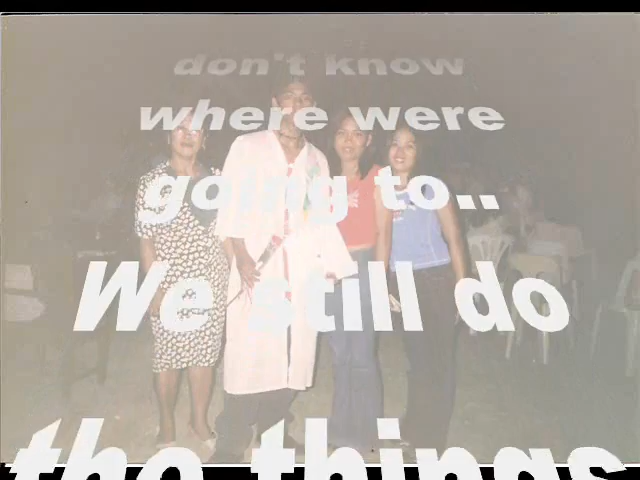 don't know
where were
going to..
We still do
the things